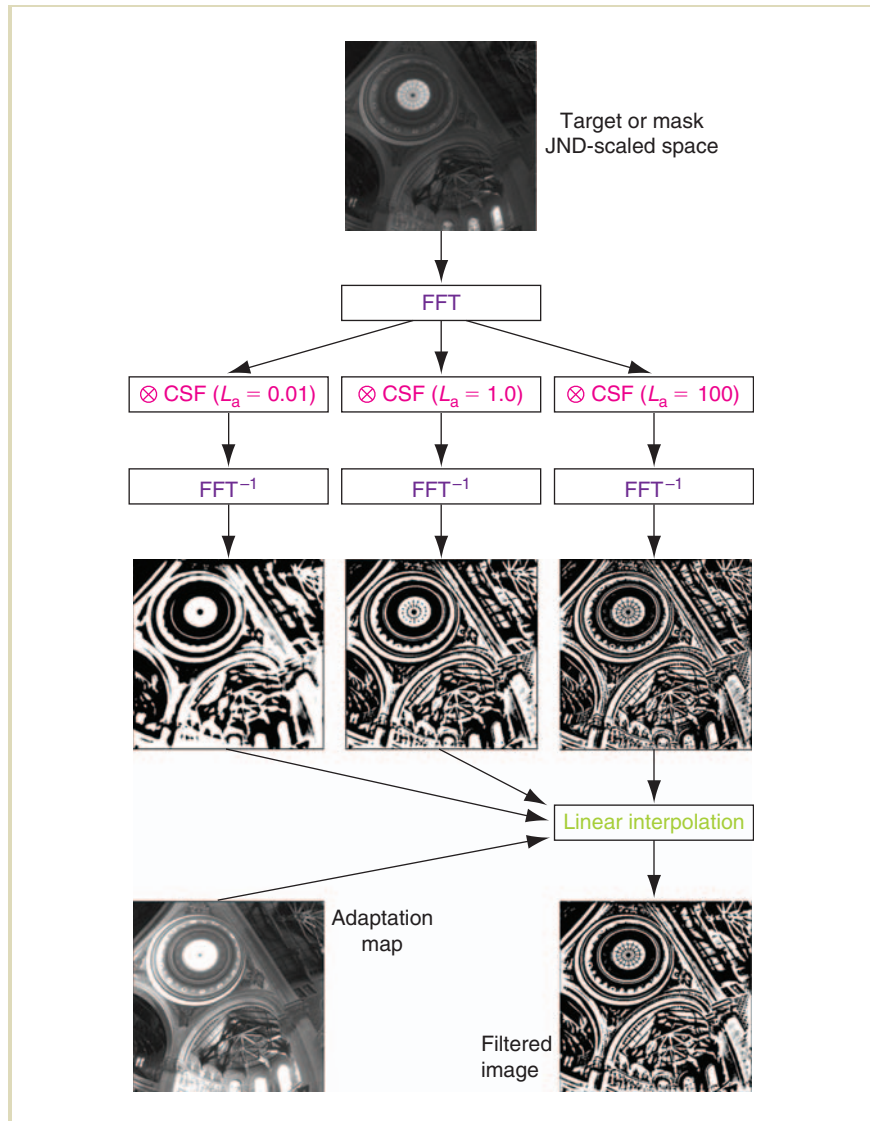 Target or mask
JND-scaled space
FFT
⊗ CSF (Lₐ = 0.01)
⊗ CSF (Lₐ = 1.0)
⊗ CSF (Lₐ = 100)
FFT⁻¹
FFT⁻¹
FFT⁻¹
Linear interpolation
Adaptation
map
Filtered
image